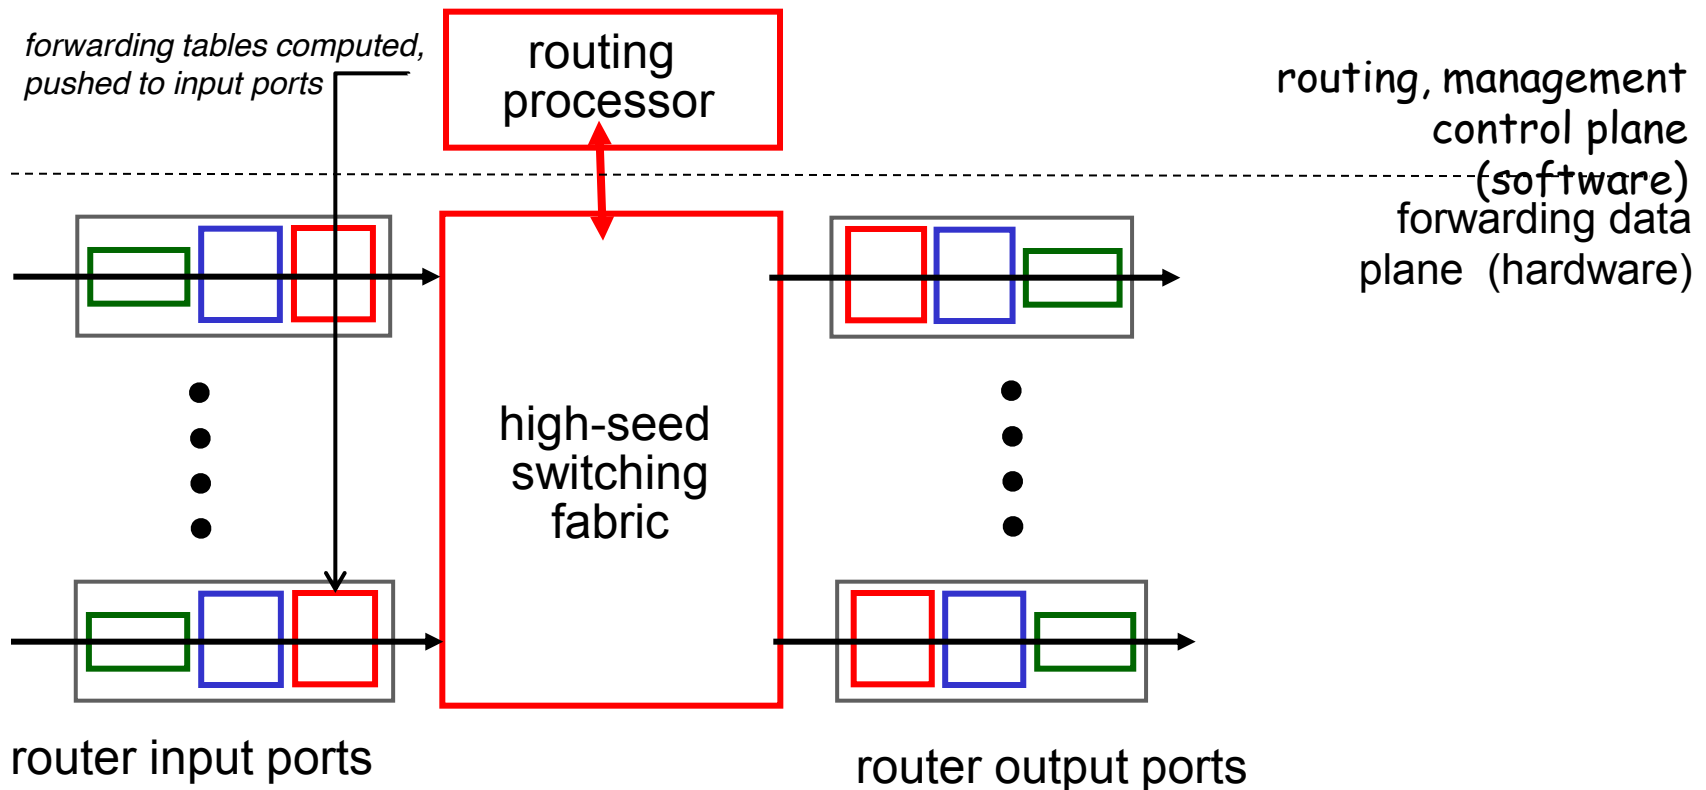 forwarding tables computed,
pushed to input ports
routing
processor
routing, management
control plane
(software)
forwarding data
plane (hardware)
high-seed
switching
fabric
router input ports
router output ports